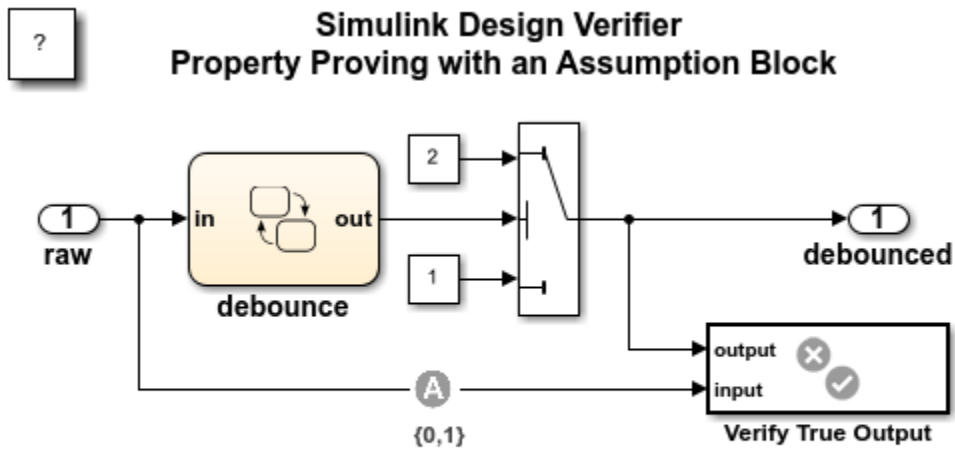 ?
Simulink Design Verifier
Property Proving with an Assumption Block
2
1
in
out
1
raw
1
debounced
debounce
output
input
A
{0,1}
Verify True Output